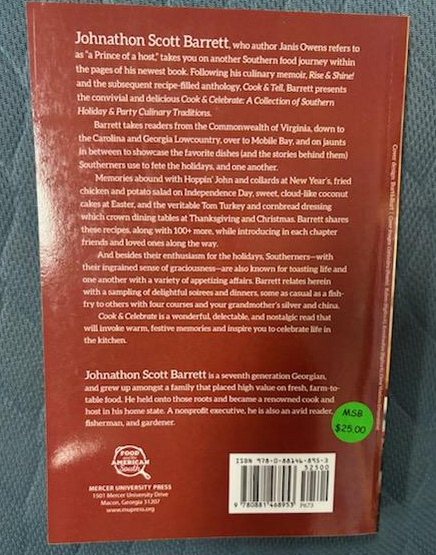 Johnathon Scott Barrett, who author Janis Owens refers to
as "a Prince of a host," takes you on another Southern food journey within
the pages of his newest book. Following his culinary memoir, Rise & Shine!
and the subsequent recipe-filled anthology, Cook & Tell, Barrett presents
the convivial and delicious Cook & Celebrate: A Collection of Southern
Holiday & Party Culinary Traditions.
Barrett takes readers from the Commonwealth of Virginia, down to
the Carolina and Georgia Lowcountry, over to Mobile Bay, and on jaunts
in between to showcase the favorite dishes (and the stories behind them)
Southerners use to fete the holidays, and one another.
Memories abound with Hoppin' John and collards at New Year's, fried
chicken and potato salad on Independence Day, sweet, cloud-like coconut
cakes at Easter, and the veritable Tom Turkey and cornbread dressing
which crown dining tables at Thanksgiving and Christmas. Barrett shares
these recipes, along with 100+ more, while introducing in each chapter
friends and loved ones along the way.
And besides their enthusiasm for the holidays, Southerners—with
their ingrained sense of graciousness—are also known for toasting life and
one another with a variety of appetizing affairs. Barrett relates herein
with a sampling of delightful soirees and dinners, some as casual as a fish-
fry to others with four courses and your grandmother's silver and china.
Cook & Celebrate is a wonderful, delectable, and nostalgic read that
will invoke warm, festive memories and inspire you to celebrate life in
the kitchen.
Johnathon Scott Barrett is a seventh generation Georgian,
and grew up amongst a family that placed high value on fresh, farm-to-
table food. He held onto those roots and became a renowned cook and
host in his home state. A nonprofit executive, he is also an avid reader,
fisherman, and gardener.
MSB
$25.00
FOOD
and the
AMERICAN
South
MERCER UNIVERSITY PRESS
1501 Mercer University Drive
Macon, Georgia 31207
www.mupress.org
ISBN 978-0-88146-895-3
52500
9 780881 468953
P673